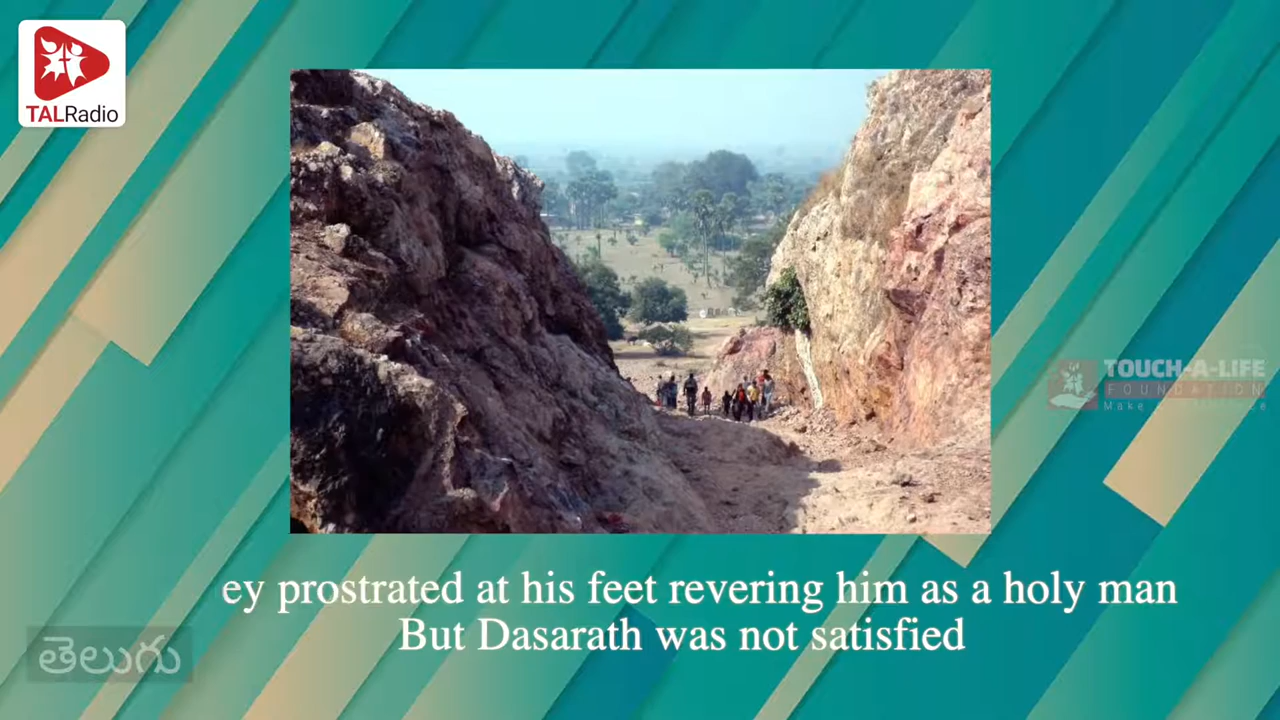 TALRadio
TOUCH-A-LIFE
FOUNDATION
ey prostrated at his feet revering him as a holy man
But Dasarath was not satisfied
తెలుగు